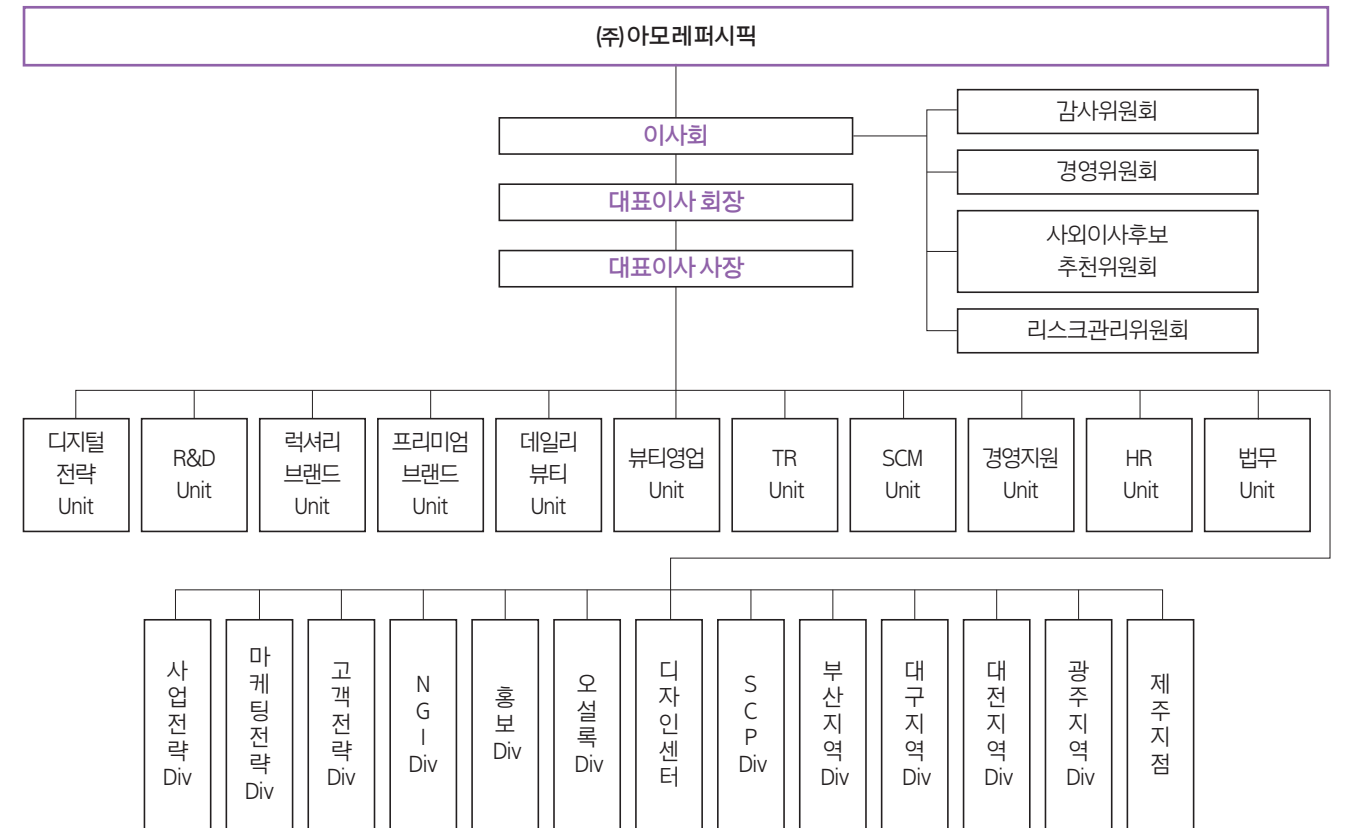 (주)아모레퍼시픽
이사회
대표이사 회장
대표이사 사장
감사위원회
경영위원회
사외이사후보
추천위원회
리스크관리위원회
디지털
전략
Unit
R&D
Unit
럭셔리
브랜드
Unit
프리미엄
브랜드
Unit
데일리
뷰티
Unit
뷰티영업
Unit
TR
Unit
SCM
Unit
경영지원
Unit
HR
Unit
법무
Unit
사업전략 Div
마케팅전략 Div
고객전략 Div
NGI Div
홍보 Div
오설록 Div
디자인센터
SCP Div
부산지역 Div
대구지역 Div
대전지역 Div
광주지역 Div
제주지점